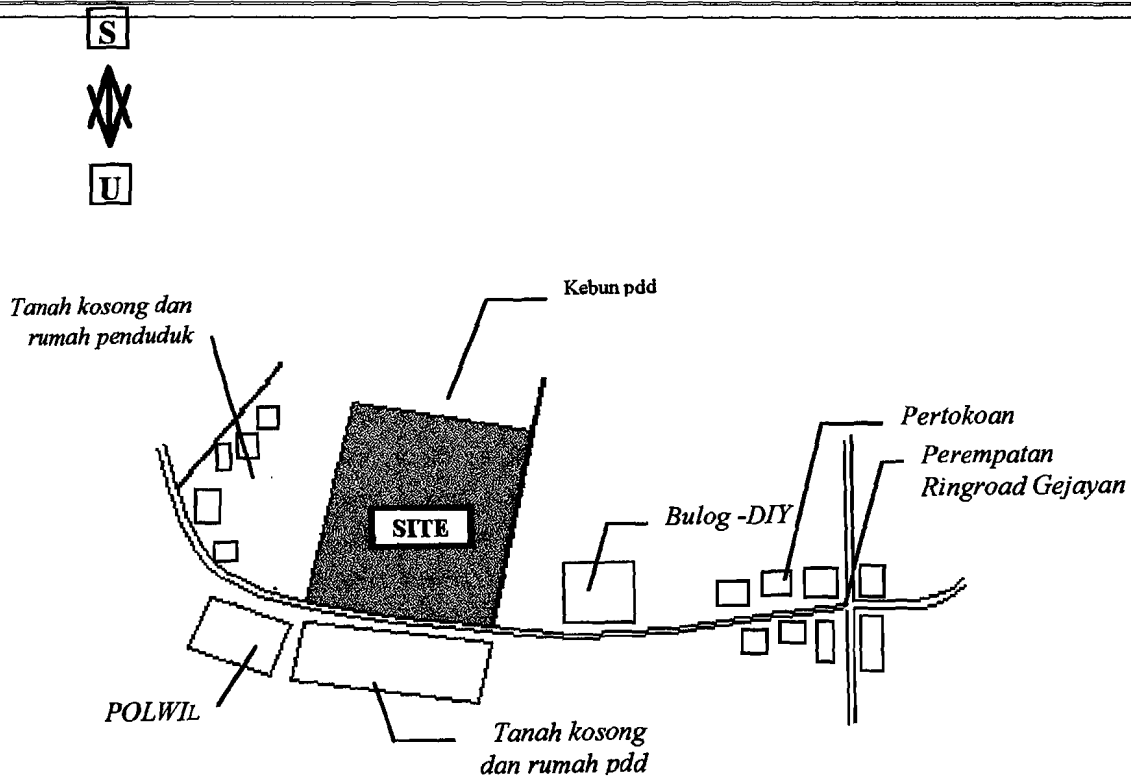 S
U
Kebun pdd
Tanah kosong dan
rumah penduduk
Pertokoan
Perempatan
Ringroad Gejayan
Bulog -DIY
SITE
POLWIL
Tanah kosong
dan rumah pdd